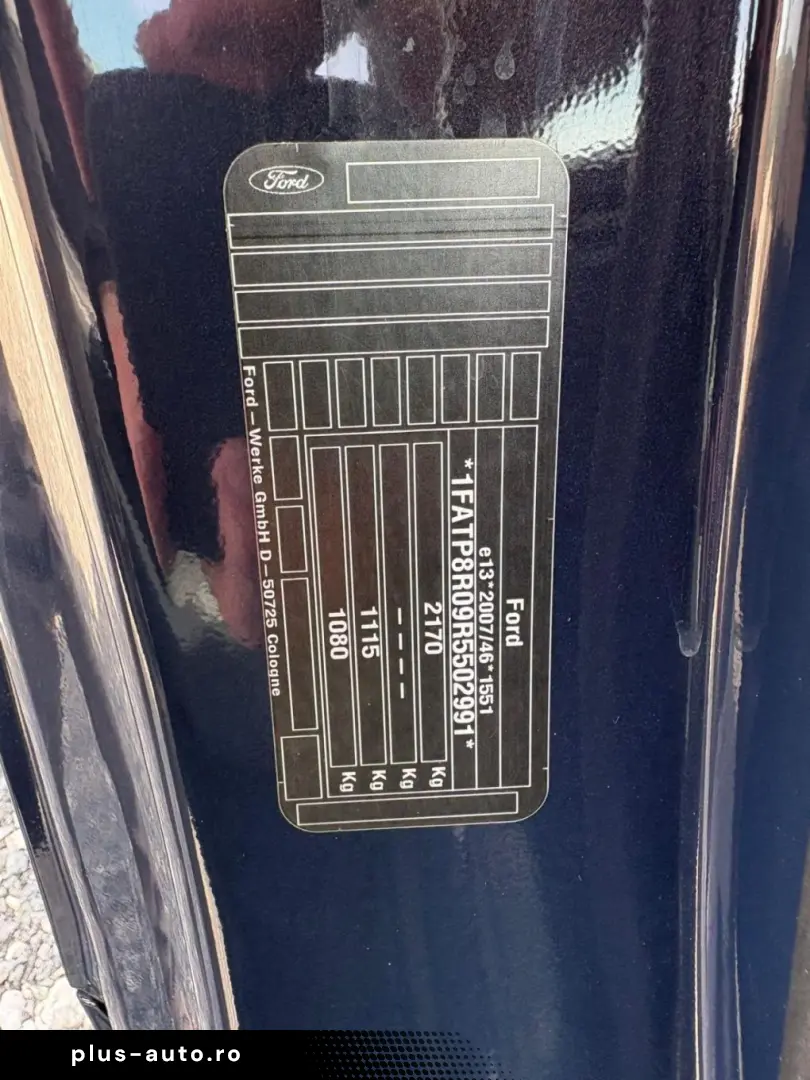 Ford
Ford
e13*2007/46*1551
*1FATP8R09R5502991*
2170 Kg
---- Kg
1115 Kg
1080 Kg
Ford - Werke GmbH D - 50725 Cologne
plus-auto.ro